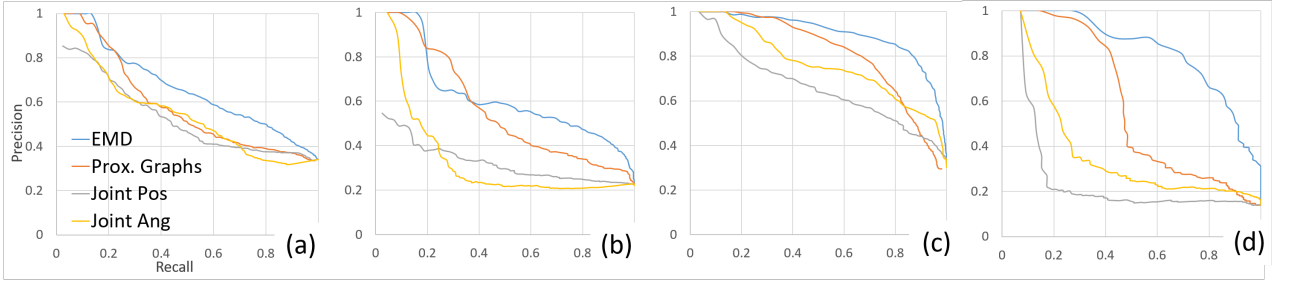 1 1 1 1
0.8 0.8 0.8 0.8
0.6 0.6 0.6 0.6
0.4 0.4 0.4 0.4
0.2 0.2 0.2 0.2
0 0 0 0
Precision
EMD
Prox. Graphs
Joint Pos
Joint Ang
(a) (b) (c) (d)
0 0.2 0.4 0.6 0.8 0 0.2 0.4 0.6 0.8 0 0.2 0.4 0.6 0.8 0 0.2 0.4 0.6 0.8
Recall